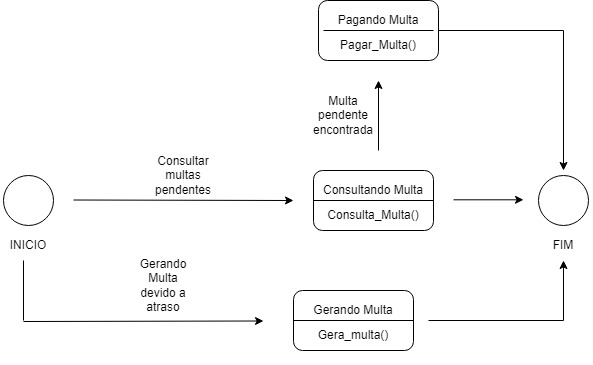 Pagando Multa
Pagar_Multa()
Multa
pendente
encontrada
Consultar
multas
pendentes
Consultando Multa
Consulta_Multa()
INICIO
FIM
Gerando
Multa
devido a
atraso
Gerando Multa
Gera_multa()